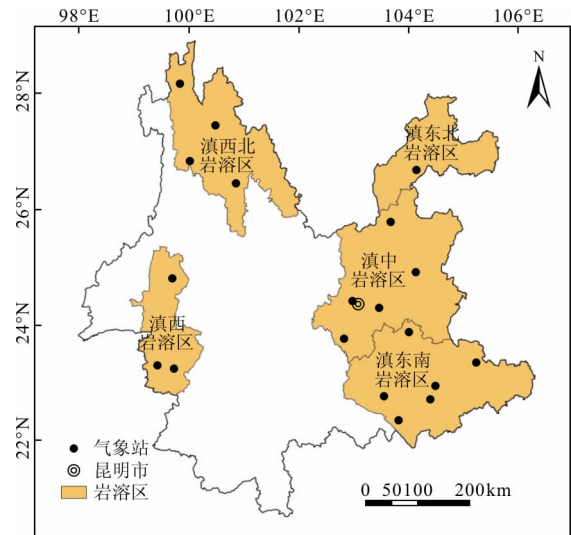 98°E 100°E 102°E 104°E 106°E
N
28°N
26°N
24°N
22°N
滇西北
岩溶区
滇东北
岩溶区
滇中
岩溶区
滇西
岩溶区
滇东南
岩溶区
气象站
昆明市
岩溶区
0 50100 200km